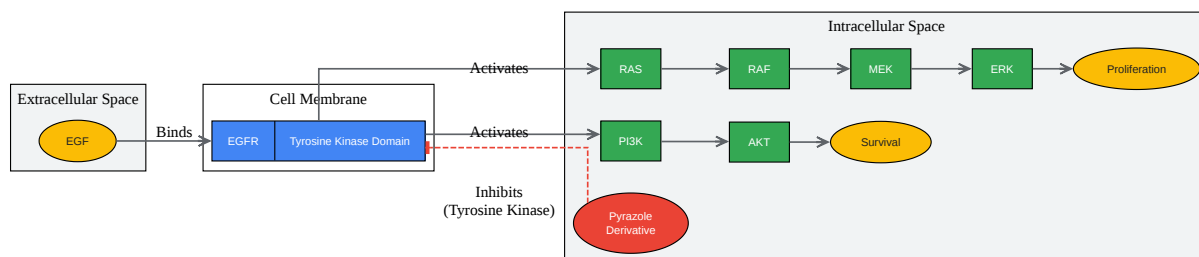 Intracellular Space
Activates
RAS
RAF
MEK
ERK
Proliferation
Extracellular Space
Cell Membrane
EGF
Binds
EGFR
Tyrosine Kinase Domain
Activates
PI3K
AKT
Survival
Inhibits
(Tyrosine Kinase)
Pyrazole
Derivative